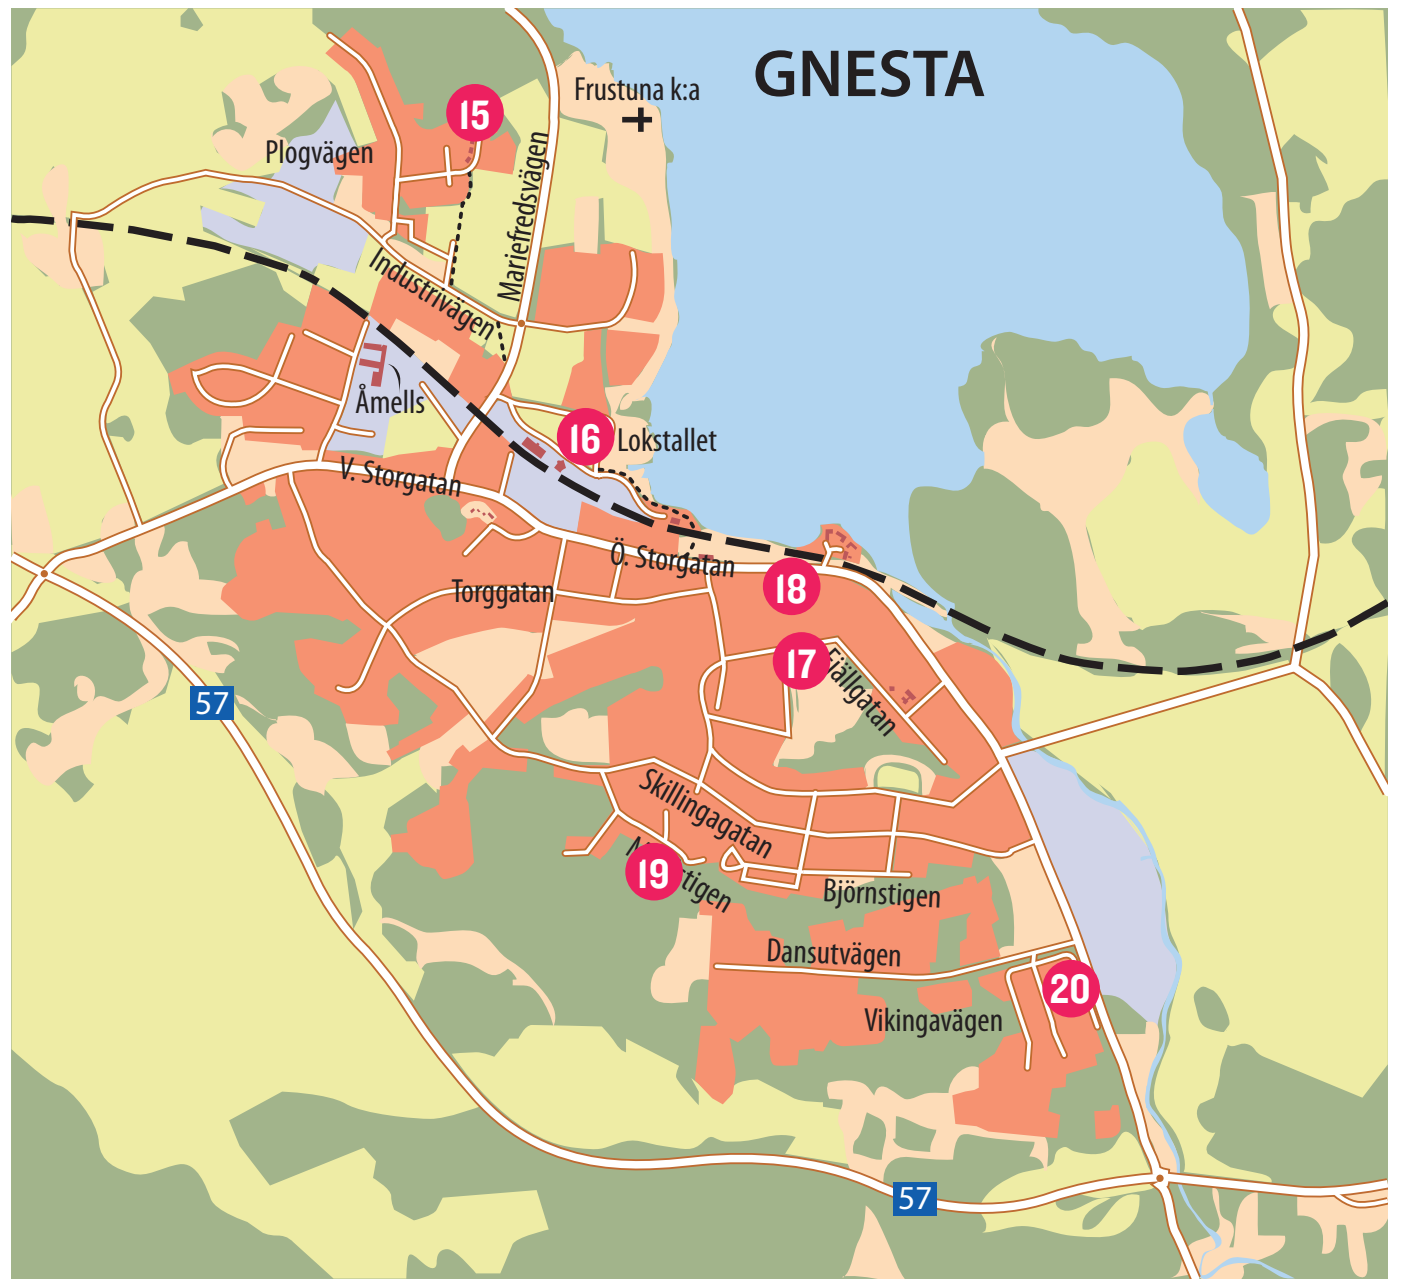 GNESTA
Frustuna k:a
15
Plogvägen
Mariefredsvägen
Industrivägen
Åmells
16
Lokstallet
V. Storgatan
Ö. Storgatan
18
Torggatan
17
Fjällgatan
57
Skillingagatan
19
Björnstigen
Dansutvägen
20
Vikingavägen
57